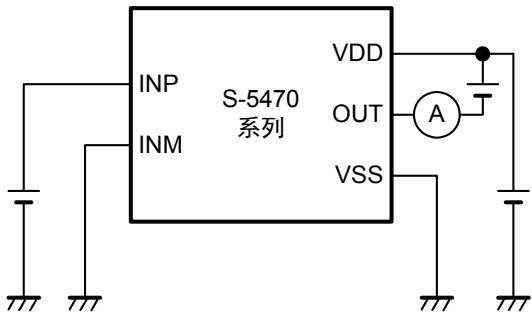 VDD
INP
S-5470
系列
OUT
A
INM
VSS